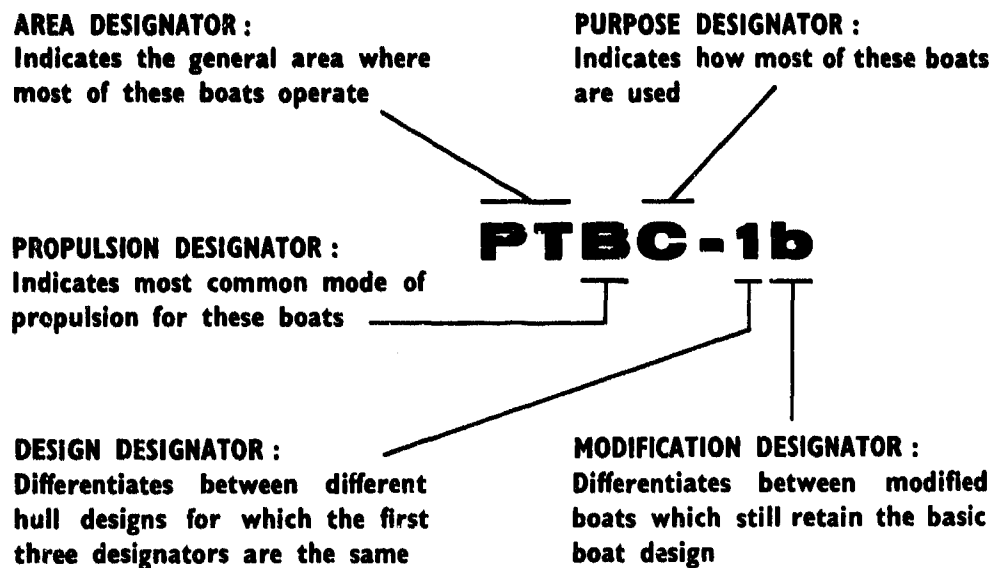 AREA DESIGNATOR :
Indicates the general area where
most of these boats operate
PURPOSE DESIGNATOR :
Indicates how most of these boats
are used
PTBC-1b
PROPULSION DESIGNATOR :
Indicates most common mode of
propulsion for these boats
DESIGN DESIGNATOR :
Differentiates between different
hull designs for which the first
three designators are the same
MODIFICATION DESIGNATOR :
Differentiates between modified
boats which still retain the basic
boat design